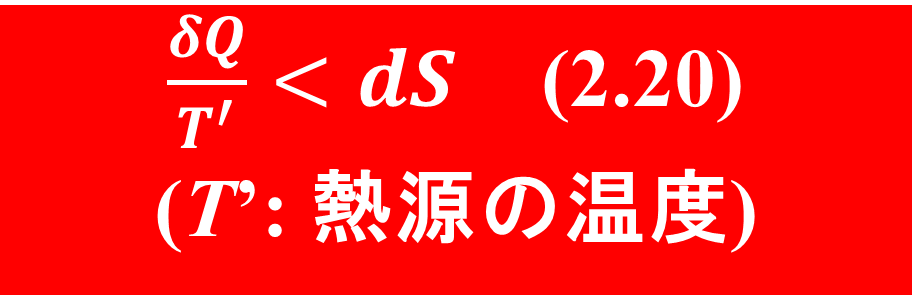 δQ/T′ < dS (2.20)
(T’: 熱源の温度)